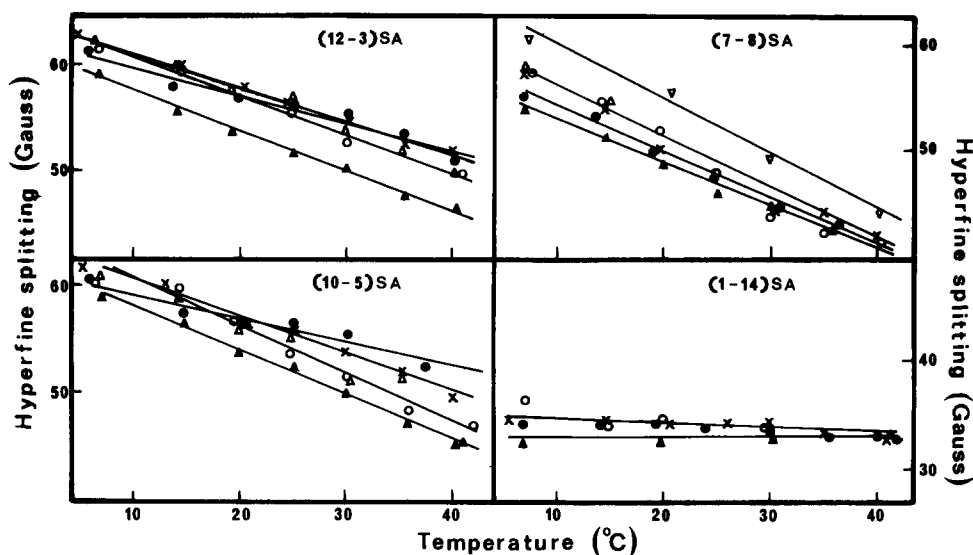 (12-3)SA
(7-8)SA
60
50
60
50
Hyperfine splitting (Gauss)
Hyperfine splitting (Gauss)
(10-5)SA
(1-14)SA
60
50
40
30
10
20
30
40
10
20
30
40
Temperature (°C)